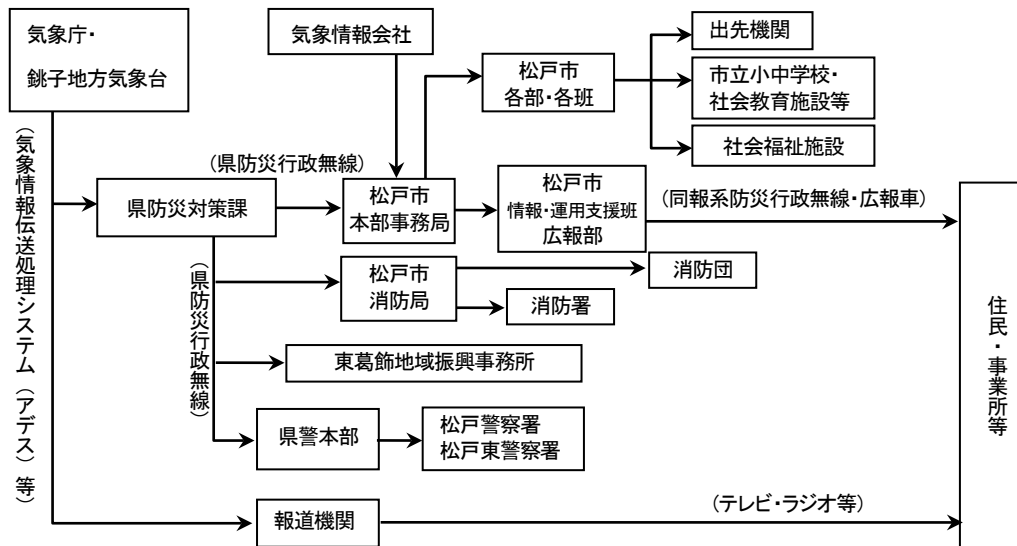 気象庁・
銚子地方気象台
気象情報会社
松戸市
各部・各班
出先機関
市立小中学校・
社会教育施設等
社会福祉施設
(気象情報伝送処理システム(アデス)等)
(県防災行政無線)
県防災対策課
松戸市
本部事務局
松戸市
情報・運用支援班
広報部
(同報系防災行政無線・広報車)
(県防災行政無線)
松戸市
消防局
消防団
消防署
東葛飾地域振興事務所
県警本部
松戸警察署
松戸東警察署
住民・事業所等
報道機関
(テレビ・ラジオ等)